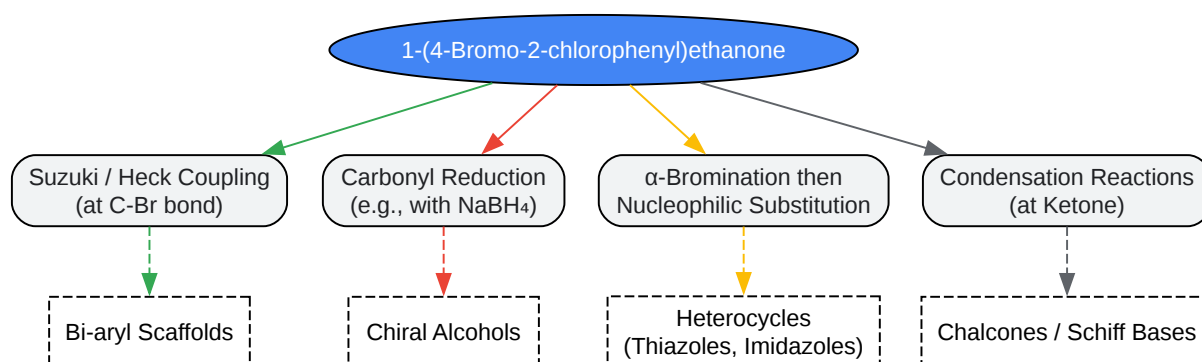 1-(4-Bromo-2-chlorophenyl)ethanone
Suzuki / Heck Coupling
(at C-Br bond)
Carbonyl Reduction
(e.g., with NaBH₄)
α-Bromination then
Nucleophilic Substitution
Condensation Reactions
(at Ketone)
Bi-aryl Scaffolds
Chiral Alcohols
Heterocycles
(Thiazoles, Imidazoles)
Chalcones / Schiff Bases